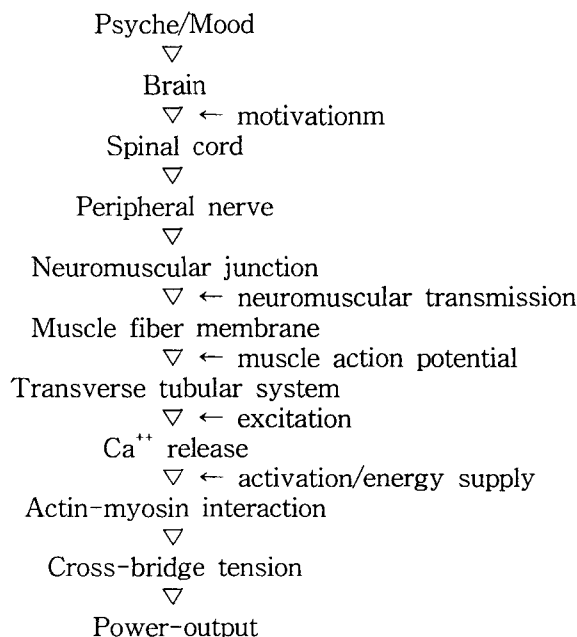 Psyche/Mood
▽
Brain
▽ ← motivationm
Spinal cord
▽
Peripheral nerve
▽
Neuromuscular junction
▽ ← neuromuscular transmission
Muscle fiber membrane
▽ ← muscle action potential
Transverse tubular system
▽ ← excitation
Ca⁺⁺ release
▽ ← activation/energy supply
Actin-myosin interaction
▽
Cross-bridge tension
▽
Power-output